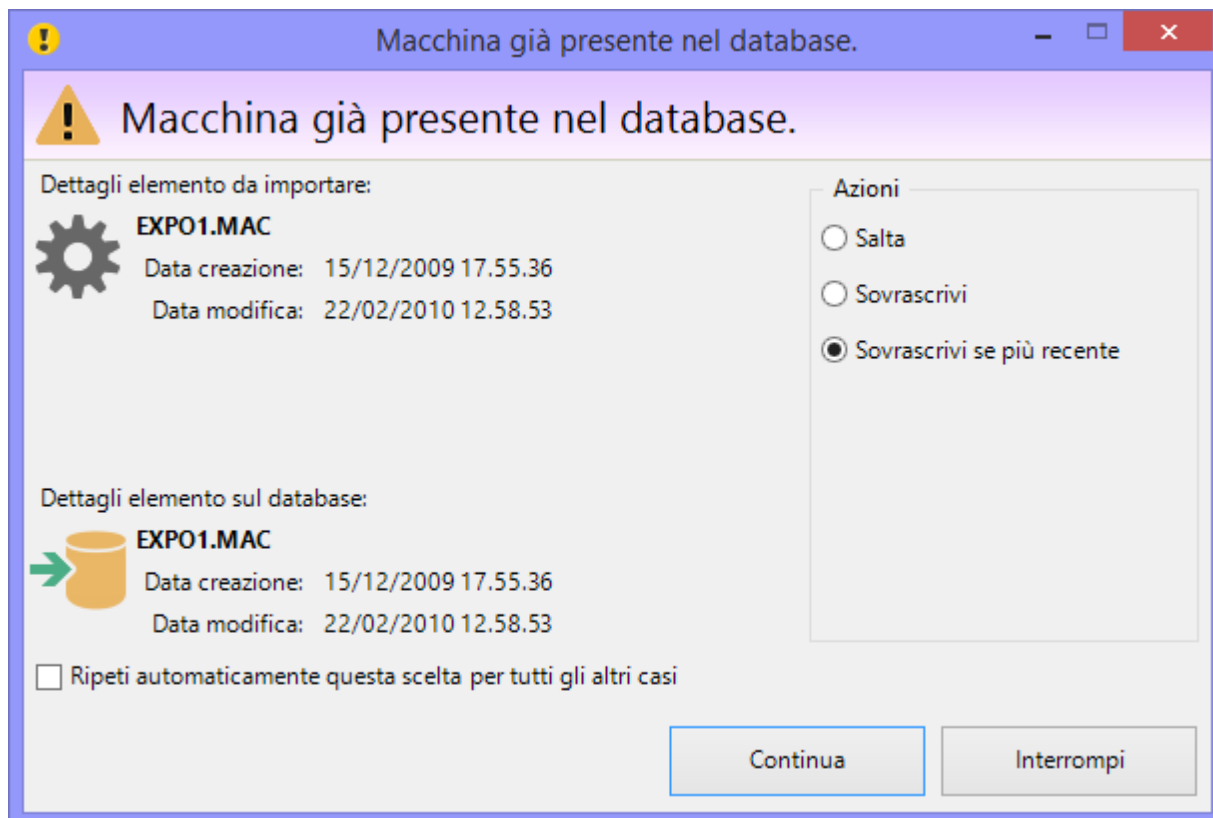 Macchina già presente nel database.
Macchina già presente nel database.
Dettagli elemento da importare:
EXPO1.MAC
Data creazione: 15/12/2009 17.55.36
Data modifica: 22/02/2010 12.58.53
Azioni
Salta
Sovrascrivi
Sovrascrivi se più recente
Dettagli elemento sul database:
EXPO1.MAC
Data creazione: 15/12/2009 17.55.36
Data modifica: 22/02/2010 12.58.53
Ripeti automaticamente questa scelta per tutti gli altri casi
Continua
Interrompi